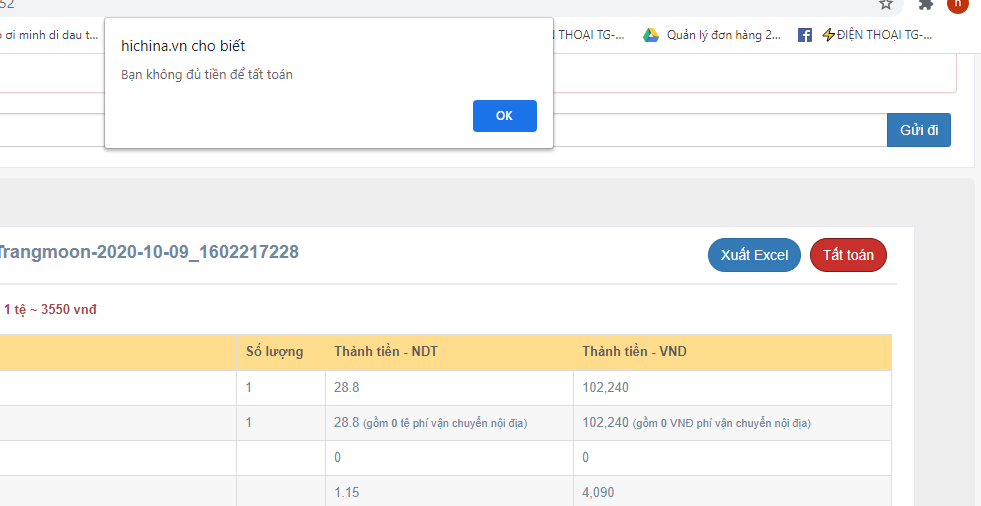 52
h
ơi mình di dau t...
THOẠI TG-...
Quản lý đơn hàng 2...
ĐIỆN THOẠI TG-...
hichina.vn cho biết
Bạn không đủ tiền để tất toán
OK
Gửi đi
Trangmoon-2020-10-09_1602217228
Xuất Excel
Tất toán
1 tệ ~ 3550 vnđ
Số lượng Thành tiền - NDT Thành tiền - VND
1 28.8 102,240
1 28.8 (gồm 0 tệ phí vận chuyển nội địa) 102,240 (gồm 0 VNĐ phí vận chuyển nội địa)
0 0
1.15 4,090